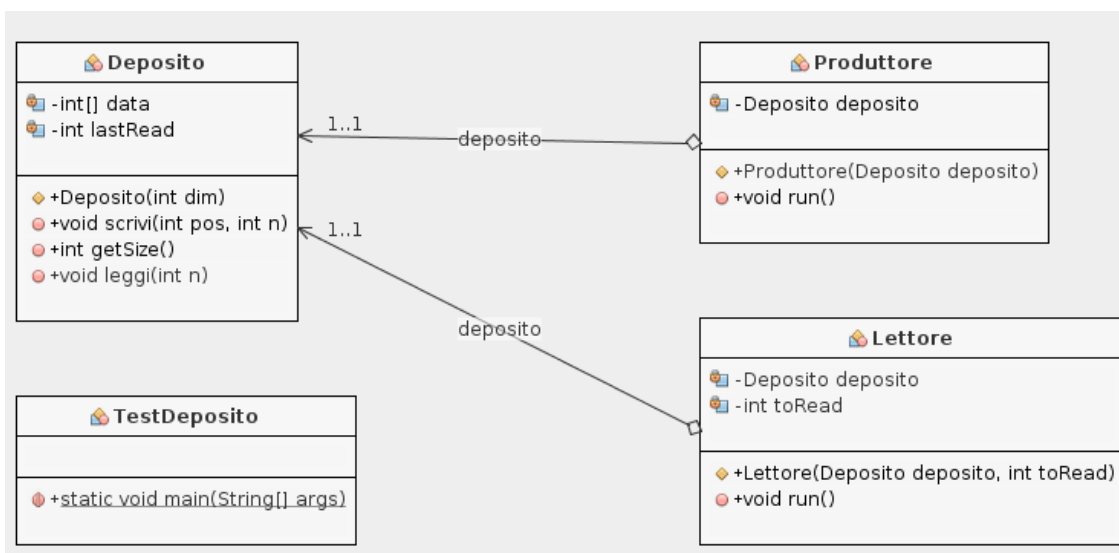 Deposito
-int[] data
-int lastRead
+Deposito(int dim)
+void scrivi(int pos, int n)
+int getSize()
+void leggi(int n)
1..1
deposito
Produttore
-Deposito deposito
+Produttore(Deposito deposito)
+void run()
1..1
deposito
Lettore
-Deposito deposito
-int toRead
+Lettore(Deposito deposito, int toRead)
+void run()
TestDeposito
+static void main(String[] args)